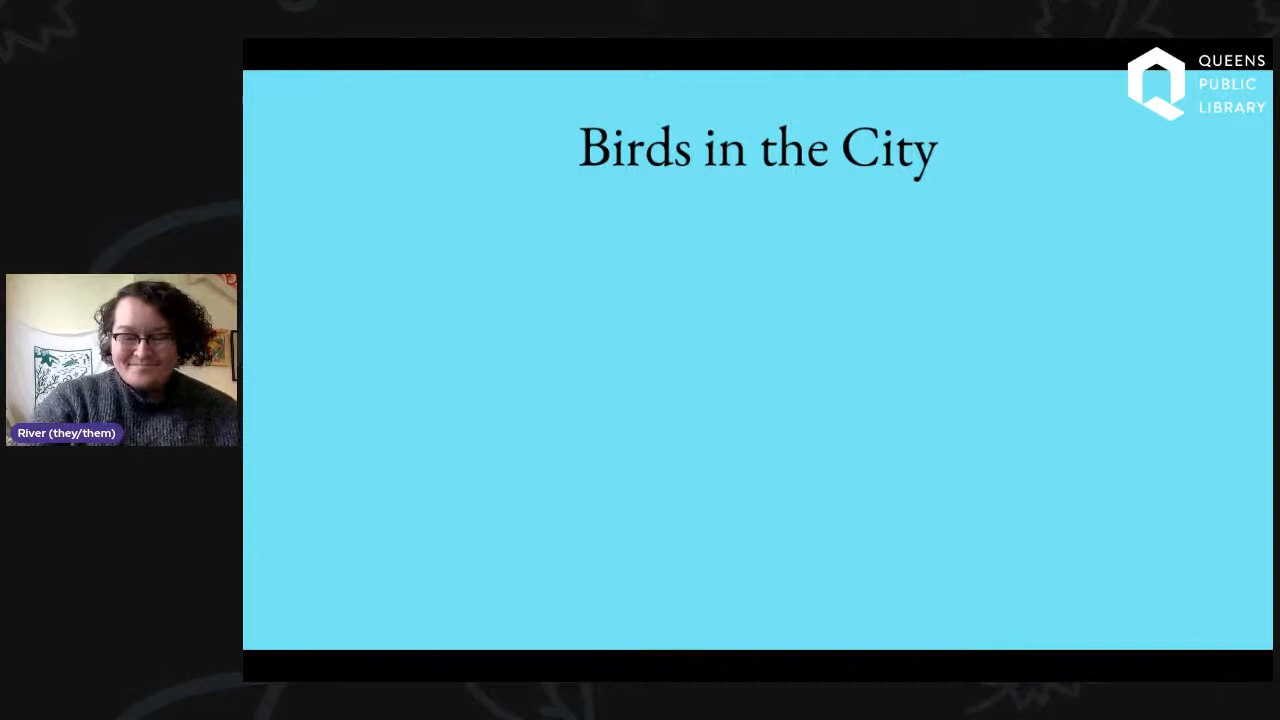 QUEENS
PUBLIC
LIBRARY
Birds in the City
River (they/them)